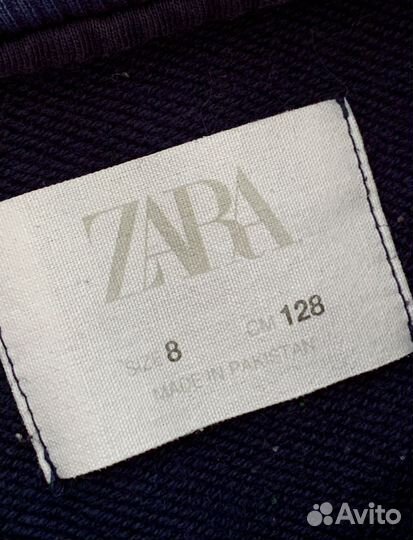 ZARA
SIZE 8 CM 128
MADE IN PAKISTAN
Avito